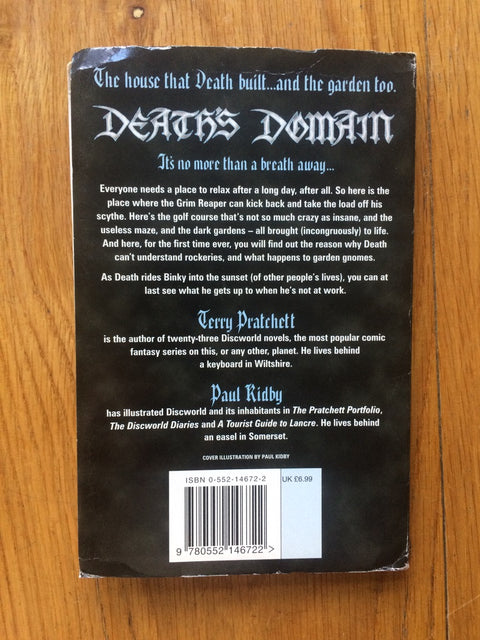 The house that Death built...and the garden too.
DEATH'S DOMAIN
It's no more than a breath away...
Everyone needs a place to relax after a long day, after all. So here is the
place where the Grim Reaper can kick back and take the load off his
scythe. Here's the golf course that's not so much crazy as insane, and the
useless maze, and the dark gardens – all brought (incongruously) to life.
And here, for the first time ever, you will find out the reason why Death
can't understand rockeries, and what happens to garden gnomes.
As Death rides Binky into the sunset (of other people's lives), you can at
last see what he gets up to when he's not at work.
Terry Pratchett
is the author of twenty-three Discworld novels, the most popular comic
fantasy series on this, or any other, planet. He lives behind
a keyboard in Wiltshire.
Paul Kidby
has illustrated Discworld and its inhabitants in The Pratchett Portfolio,
The Discworld Diaries and A Tourist Guide to Lancre. He lives behind
an easel in Somerset.
COVER ILLUSTRATION BY PAUL KIDBY
ISBN 0-552-14672-2
UK £6.99
9 780552 146722 >